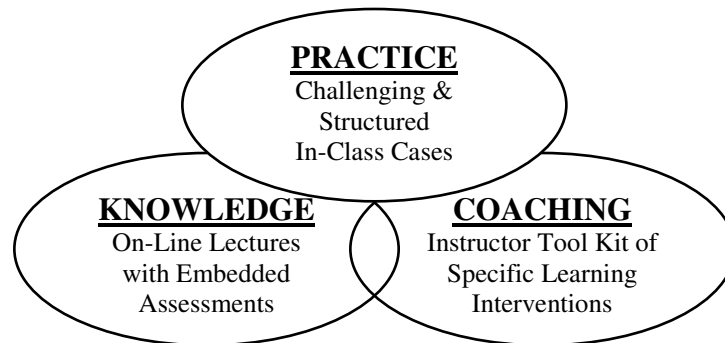 PRACTICE
Challenging &
Structured
In-Class Cases
KNOWLEDGE
On-Line Lectures
with Embedded
Assessments
COACHING
Instructor Tool Kit of
Specific Learning
Interventions